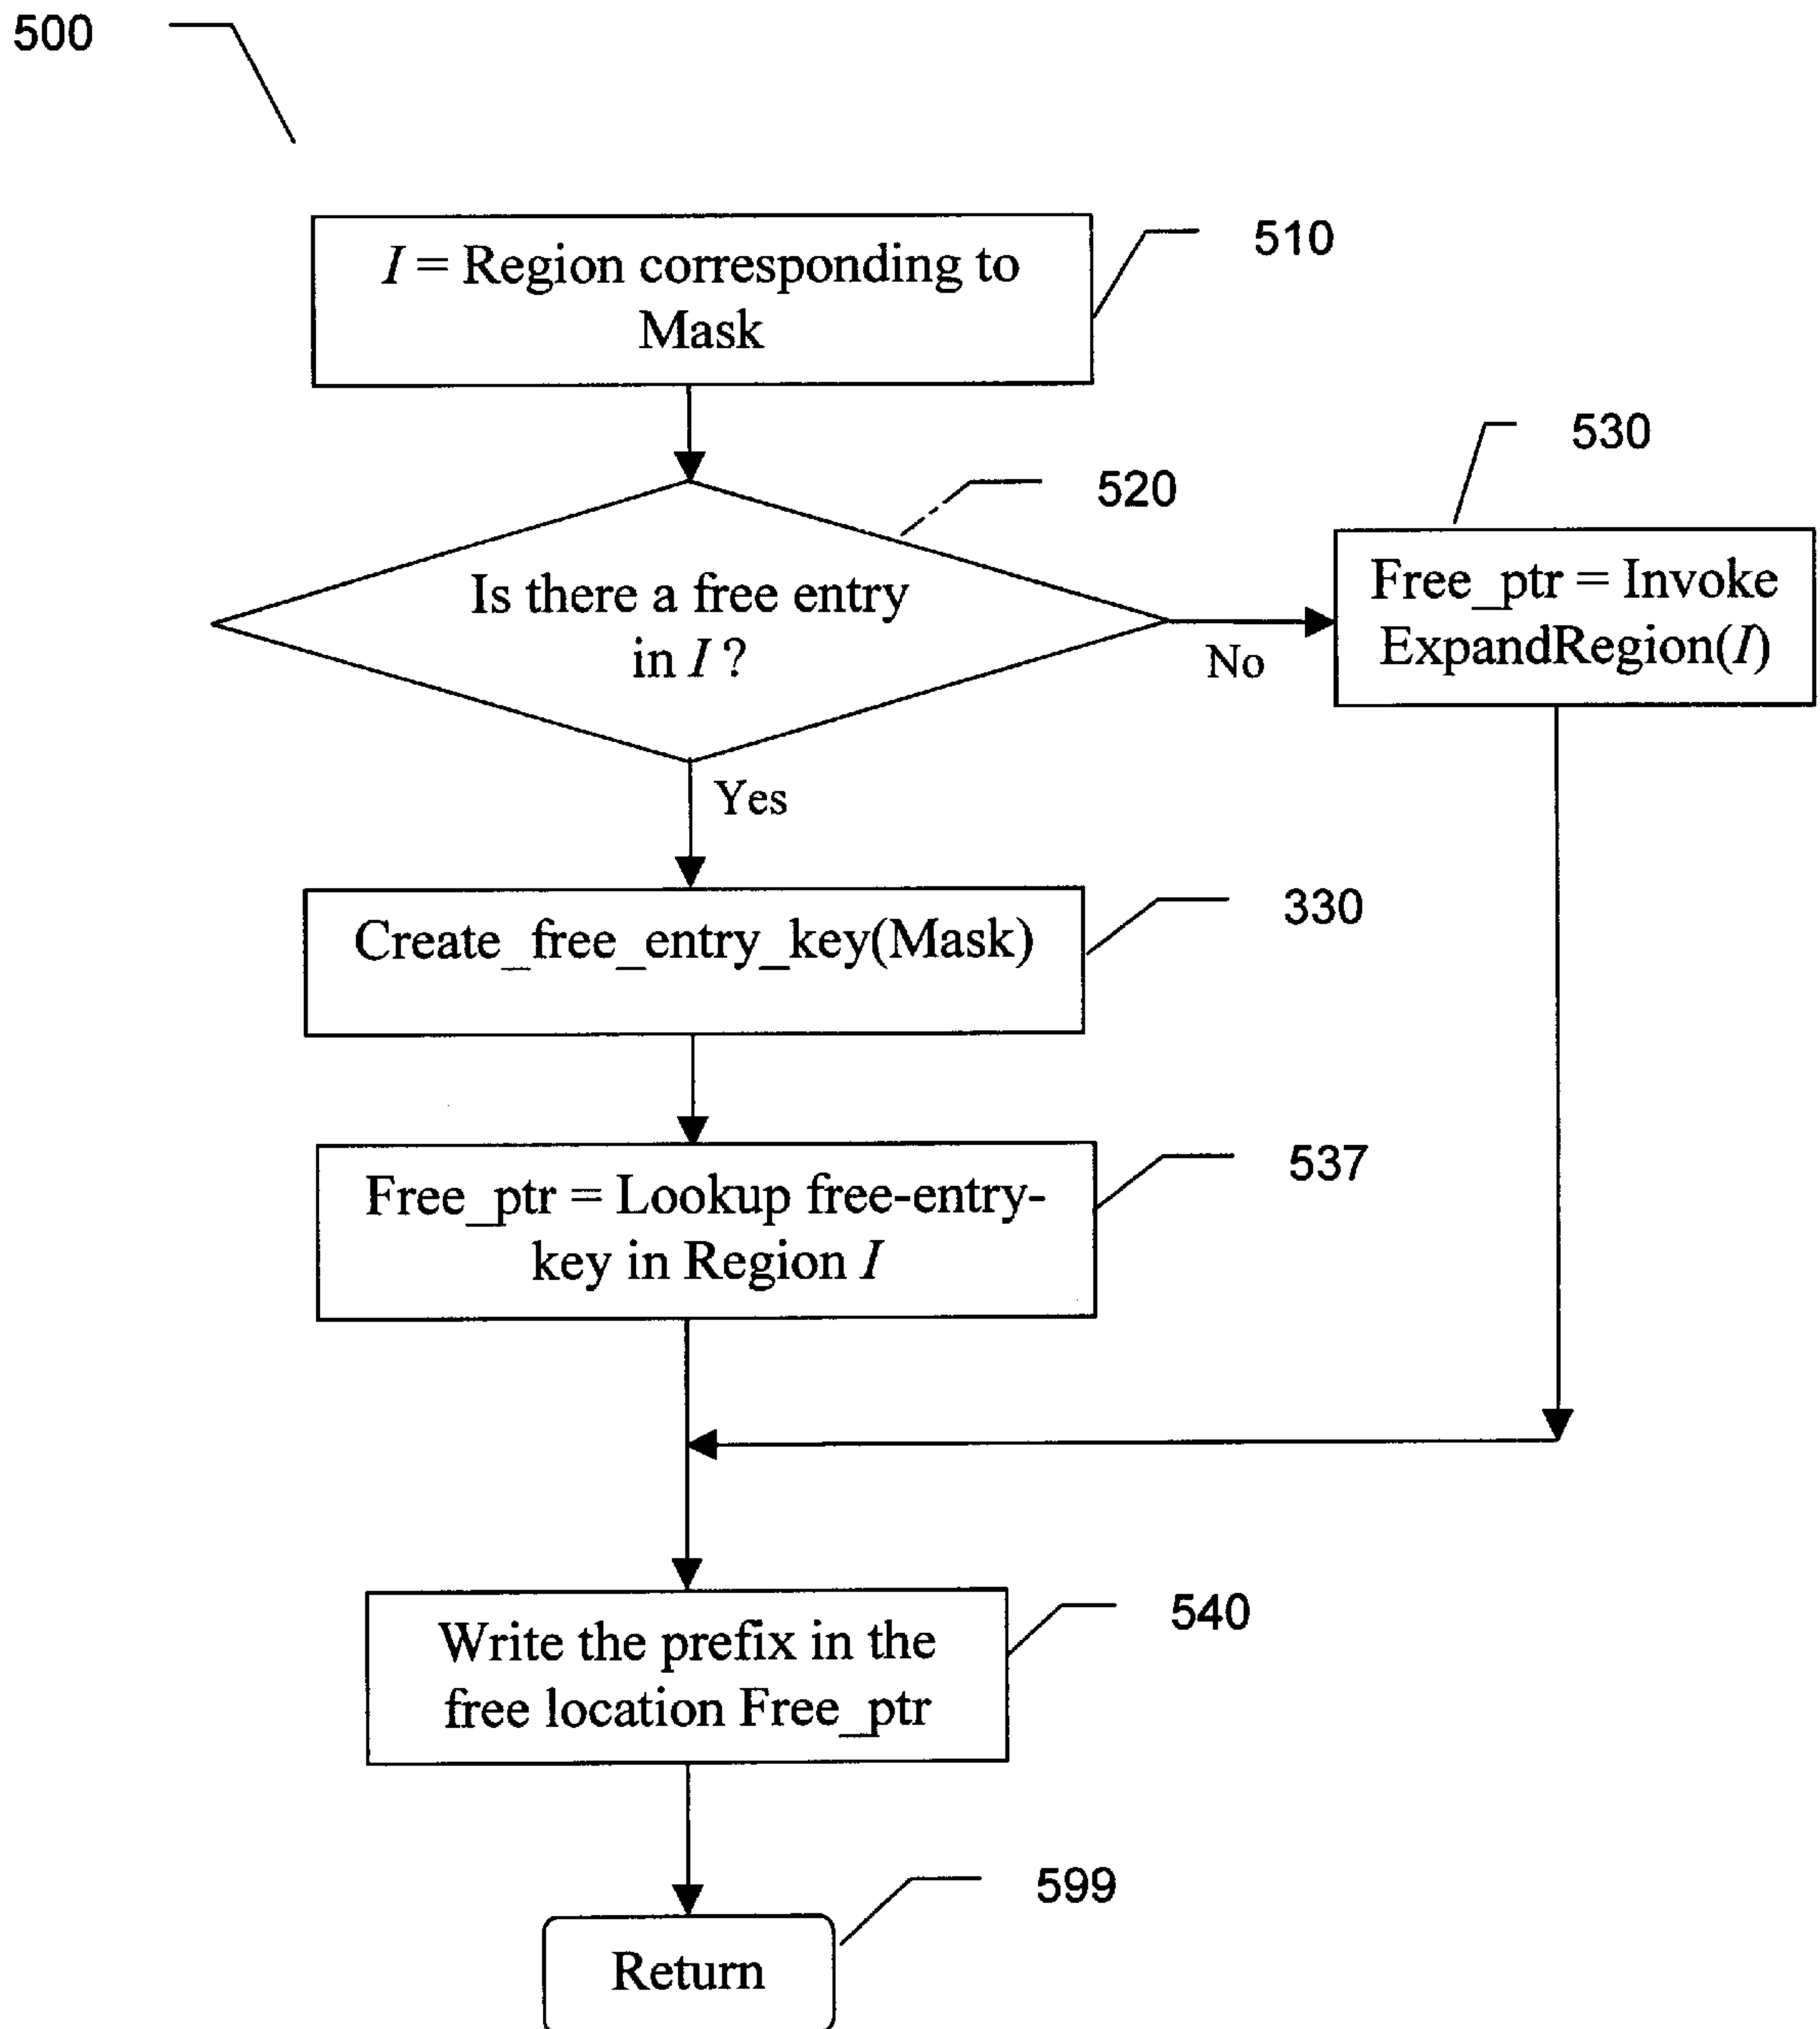 500
I = Region corresponding to
Mask
510
Is there a free entry
in I ?
520
No
Free_ptr = Invoke
ExpandRegion(I)
530
Yes
Create_free_entry_key(Mask)
330
Free_ptr = Lookup free-entry-
key in Region I
537
Write the prefix in the
free location Free_ptr
540
Return
599